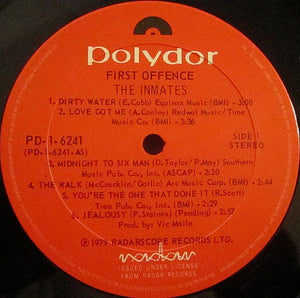 polydor
FIRST OFFENCE
THE INMATES
1. DIRTY WATER (E.Cobb) Equinox Music (BMI) - 3:00
2. LOVE GOT ME (A.Conley) Redwal Music/Time
Music Co.(BMI) - 3:36
PD-1-6241
(PD-1-6241-AS)
SIDE 1
STEREO
3. MIDNIGHT TO SIX MAN (D.Taylor/P.May) Southern
Music Pub. Co., Inc (ASCAP) - 2:20
4. THE WALK (McCracklin/Garlic) Arc Music Corp. (BMI) - 2:44
5. YOU'RE THE ONE THAT DONE IT (R.Scott)
Tree Pub. Co., Inc. (BMI) - 2:19
6. JEALOUSY (P.Staines) (Pending) - 2:57
Prod. by: Vic Maile
℗1979 RADARSCOPE RECORDS LTD.
radar
ISSUED UNDER LICENSE
FROM RADAR RECORDS